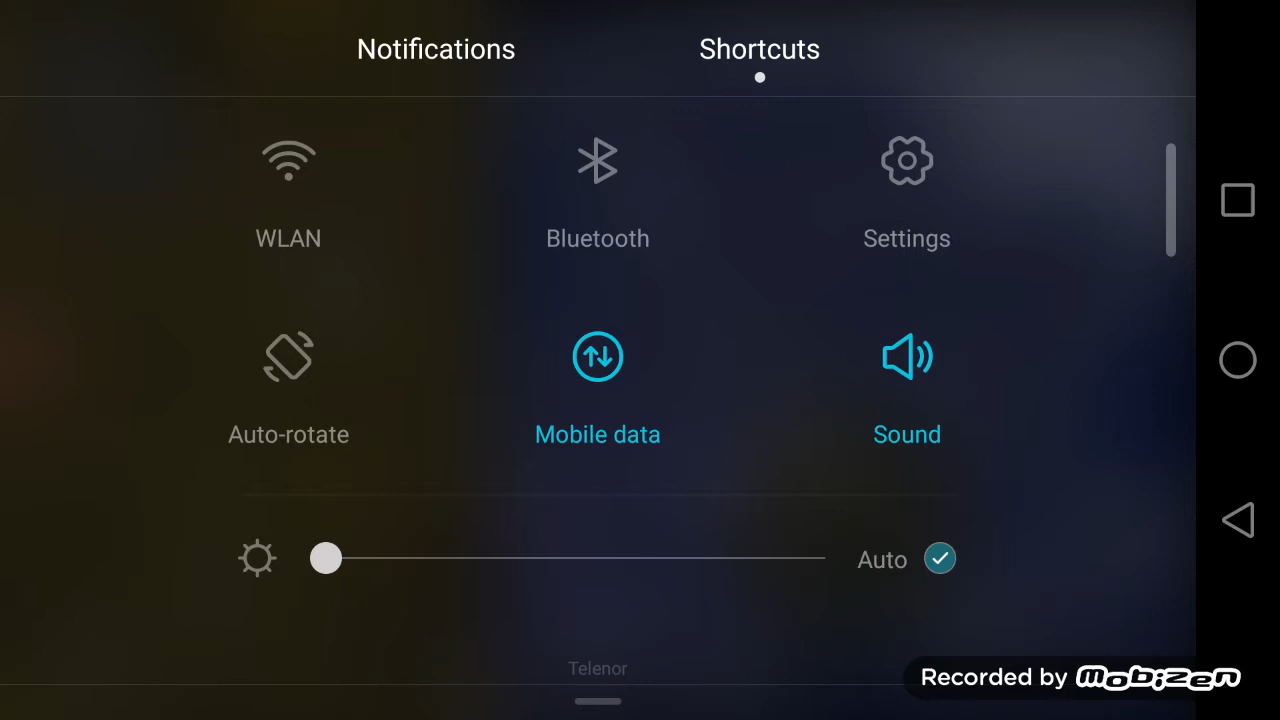 Notifications Shortcuts
WLAN Bluetooth Settings
Auto-rotate Mobile data Sound
Auto
Telenor
Recorded by mobizen